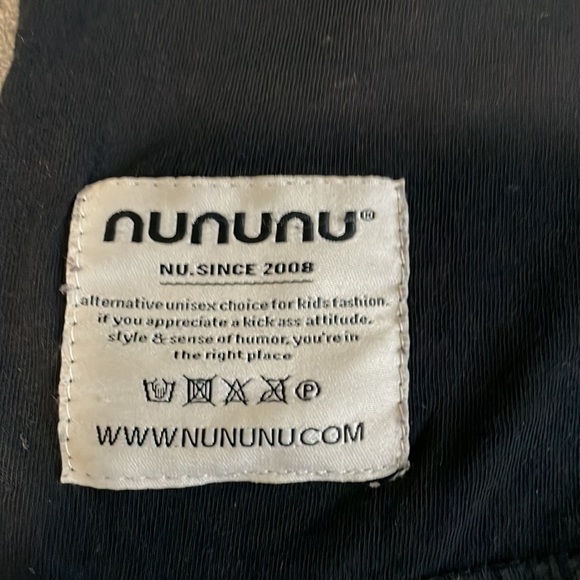 nununu®
NU.SINCE 2008
alternative unisex choice for kids fashion.
if you appreciate a kick ass attitude,
style & sense of humor, you're in
the right place
P
WWW.NUNUNU.COM